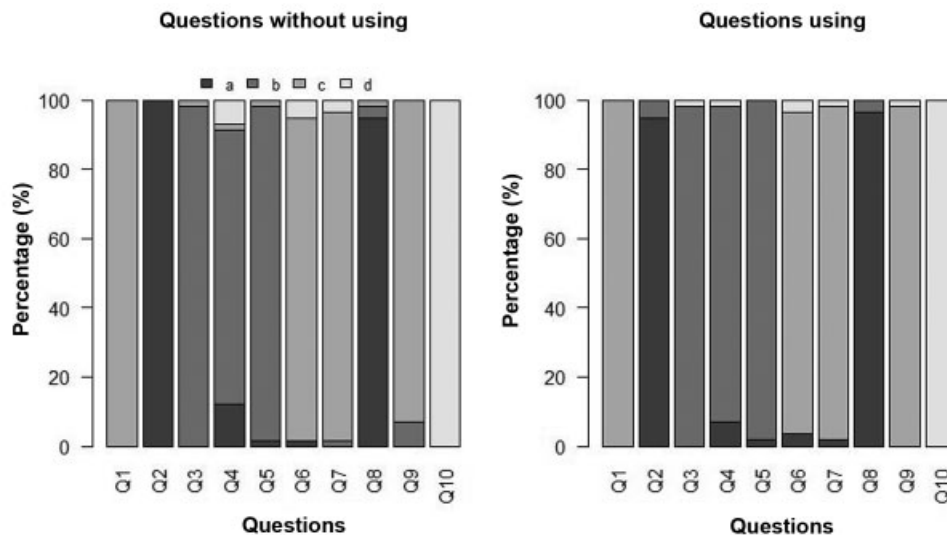 Questions without using
a b c d
Percentage (%)
100
80
60
40
20
0
Q1 Q2 Q3 Q4 Q5 Q6 Q7 Q8 Q9 Q10
Questions
Questions using
Percentage (%)
100
80
60
40
20
0
Q1 Q2 Q3 Q4 Q5 Q6 Q7 Q8 Q9 Q10
Questions